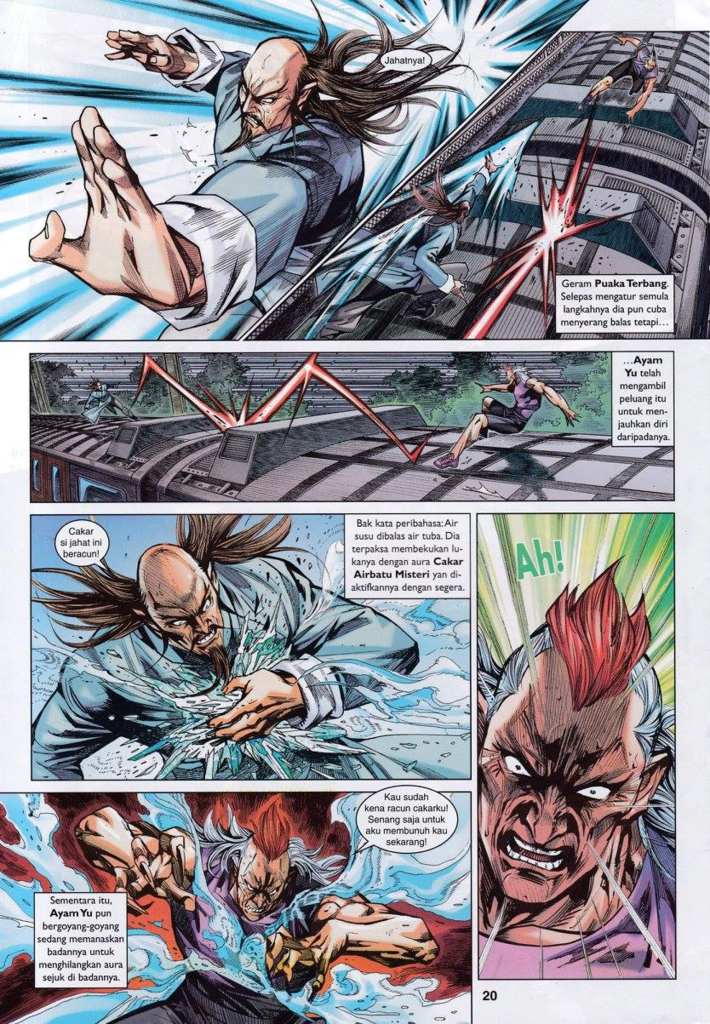 Jahatnya!
Geram Puaka Terbang.
Selepas mengatur semula
langkahnya dia pun cuba
menyerang balas tetapi...
...Ayam
Yu telah
mengambil
peluang itu
untuk men-
jauhkan diri
daripadanya.
Cakar
si jahat ini
beracun!
Bak kata peribahasa: Air
susu dibalas air tuba. Dia
terpaksa membekukan lu-
kanya dengan aura Cakar
Airbatu Misteri yan di-
aktifkannya dengan segera.
Ah!
Kau sudah
kena racun cakarku!
Senang saja untuk
aku membunuh kau
sekarang!
Sementara itu,
Ayam Yu pun
bergoyang-goyang
sedang memanaskan
badannya untuk
menghilangkan aura
sejuk di badannya.
20